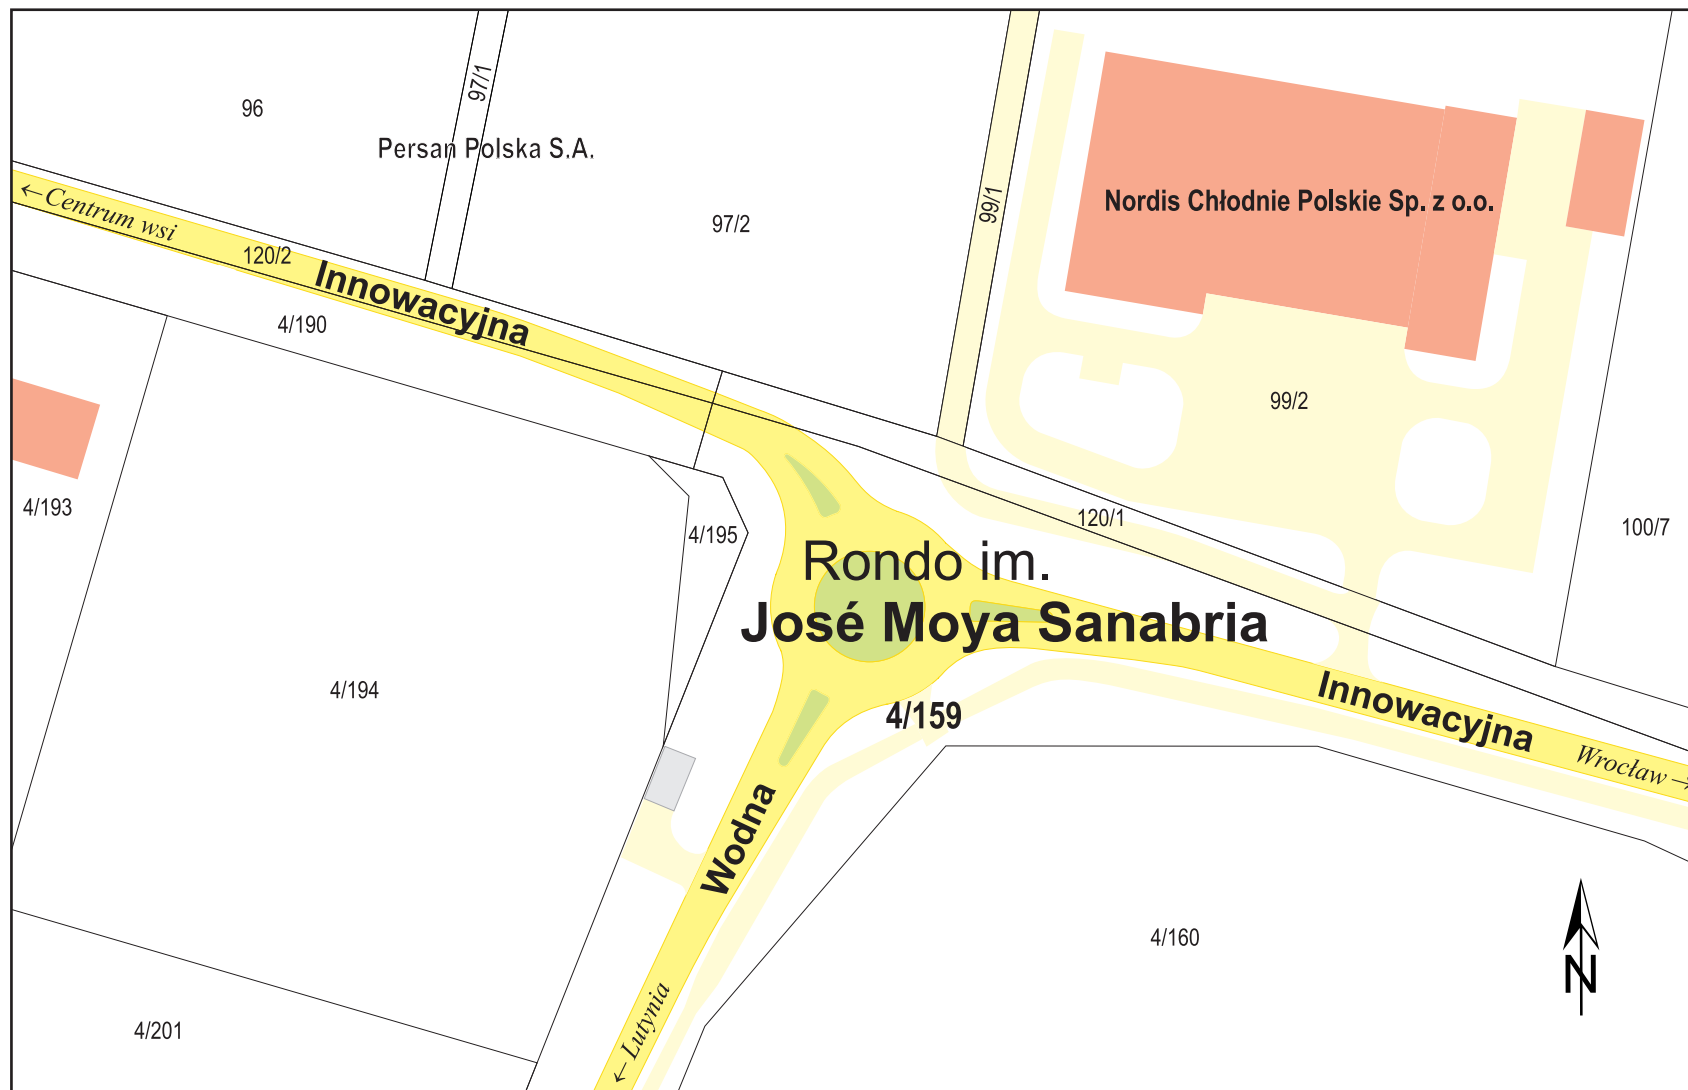 96
97/1
Persan Polska S.A.
97/2
99/1
Nordis Chłodnie Polskie Sp. z o.o.
← Centrum wsi
120/2
Innowacyjna
4/190
99/2
4/193
4/195
120/1
100/7
Rondo im.
José Moya Sanabria
4/194
4/159
Innowacyjna
Wrocław →
Wodna
4/160
N
← Lutynia
4/201